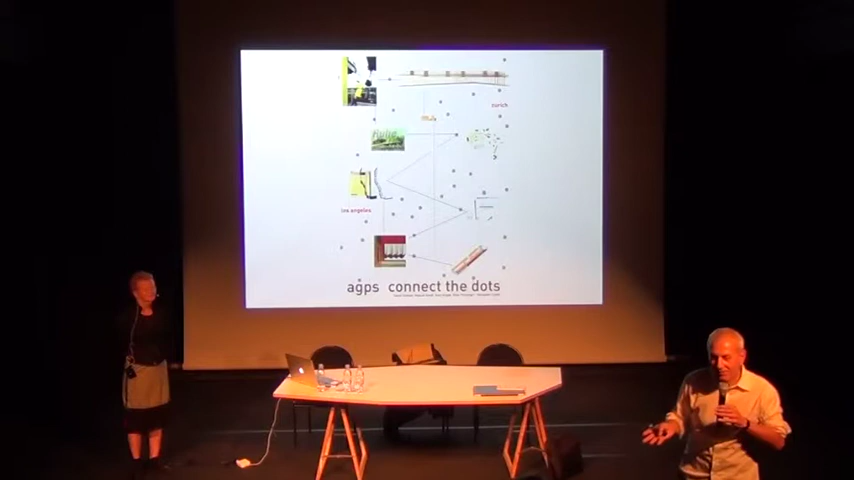 zurich
los angeles
agps connect the dots